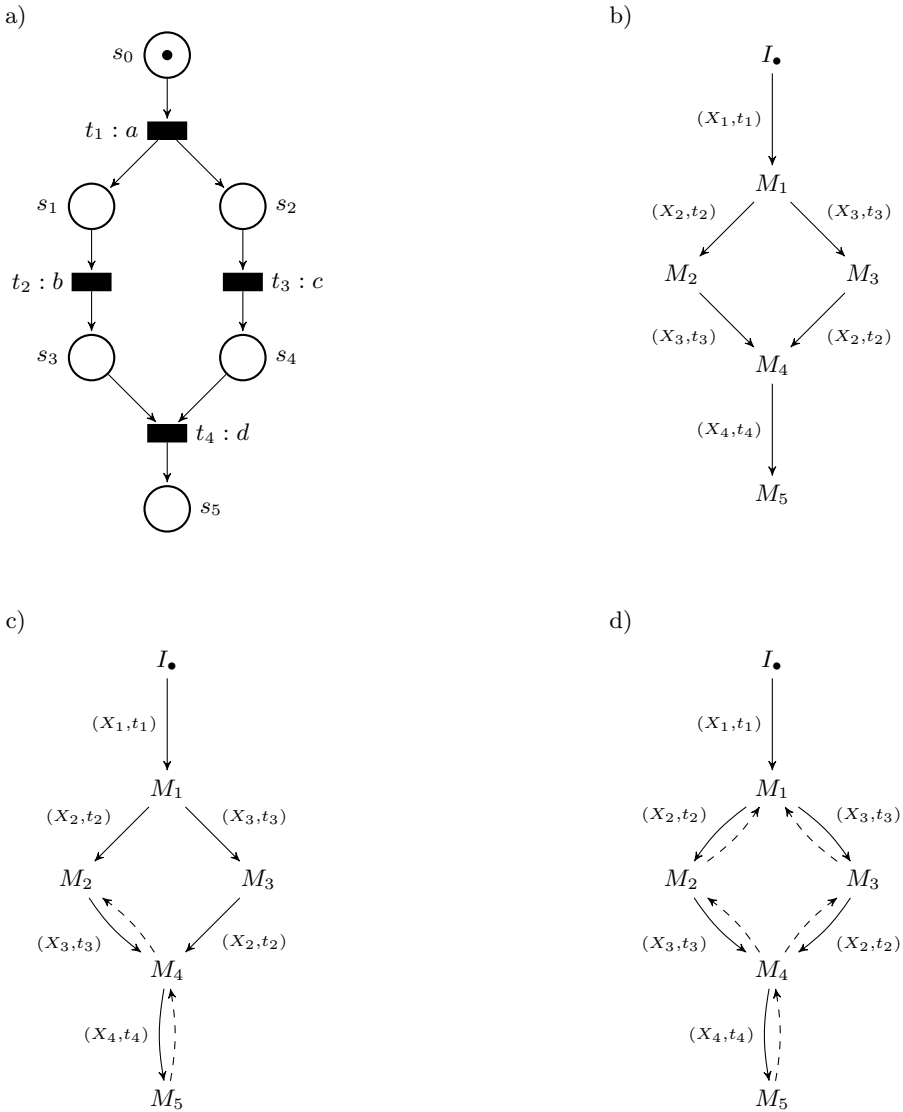 a)
s₀
t₁ : a
s₁
s₂
t₂ : b
t₃ : c
s₃
s₄
t₄ : d
s₅
b)
I•
(X₁,t₁)
M₁
(X₂,t₂)
(X₃,t₃)
M₂
M₃
(X₃,t₃)
(X₂,t₂)
M₄
(X₄,t₄)
M₅
c)
I•
(X₁,t₁)
M₁
(X₂,t₂)
(X₃,t₃)
M₂
M₃
(X₃,t₃)
(X₂,t₂)
M₄
(X₄,t₄)
M₅
d)
I•
(X₁,t₁)
M₁
(X₂,t₂)
(X₃,t₃)
M₂
M₃
(X₃,t₃)
(X₂,t₂)
M₄
(X₄,t₄)
M₅